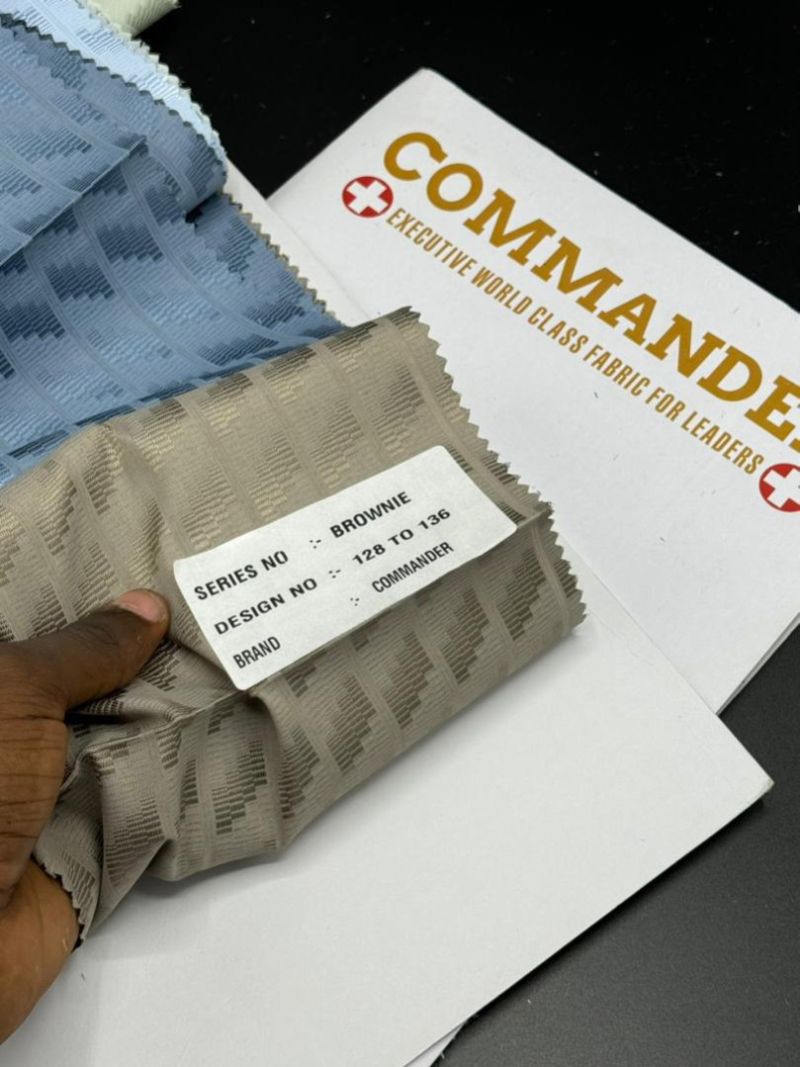 COMMANDE
EXECUTIVE WORLD CLASS FABRIC FOR LEADERS
SERIES NO :- BROWNIE
DESIGN NO :- 128 TO 136
BRAND :- COMMANDER